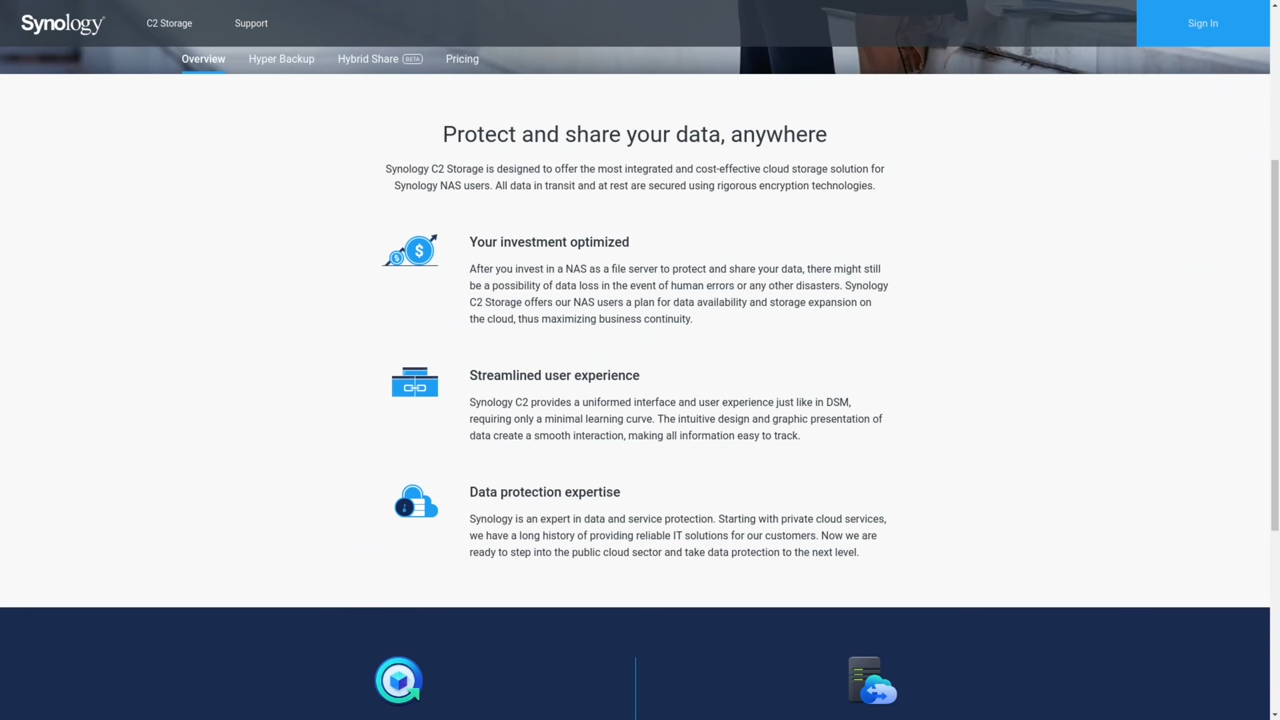 Synology
C2 Storage
Support
Sign In
Overview
Hyper Backup
Hybrid Share BETA
Pricing
Protect and share your data, anywhere
Synology C2 Storage is designed to offer the most integrated and cost-effective cloud storage solution for
Synology NAS users. All data in transit and at rest are secured using rigorous encryption technologies.
Your investment optimized
After you invest in a NAS as a file server to protect and share your data, there might still
be a possibility of data loss in the event of human errors or any other disasters. Synology
C2 Storage offers our NAS users a plan for data availability and storage expansion on
the cloud, thus maximizing business continuity.
Streamlined user experience
Synology C2 provides a uniformed interface and user experience just like in DSM,
requiring only a minimal learning curve. The intuitive design and graphic presentation of
data create a smooth interaction, making all information easy to track.
Data protection expertise
Synology is an expert in data and service protection. Starting with private cloud services,
we have a long history of providing reliable IT solutions for our customers. Now we are
ready to step into the public cloud sector and take data protection to the next level.